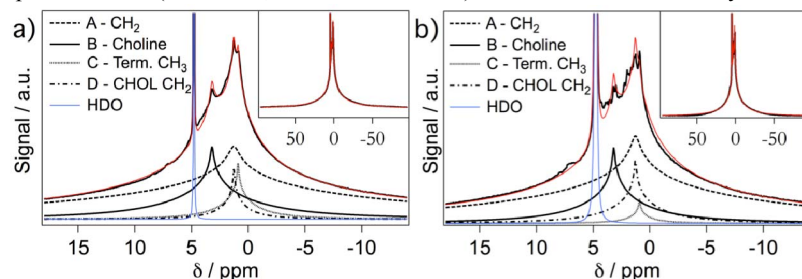 a)
A - CH2
B - Choline
C - Term. CH3
D - CHOL CH2
HDO
50 0 -50
Signal / a.u.
15 10 5 0 -5 -10
δ / ppm
b)
A - CH2
B - Choline
C - Term. CH3
D - CHOL CH2
HDO
50 0 -50
Signal / a.u.
15 10 5 0 -5 -10
δ / ppm